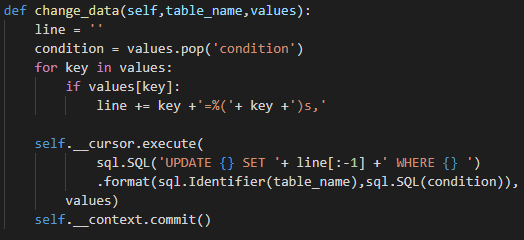 def change_data(self,table_name,values):
    line = ''
    condition = values.pop('condition')
    for key in values:
        if values[key]:
            line += key +'=%('+ key +')s,'

    self.__cursor.execute(
            sql.SQL('UPDATE {} SET '+ line[:-1] +' WHERE {} ')
            .format(sql.Identifier(table_name),sql.SQL(condition)),
        values)
    self.__context.commit()